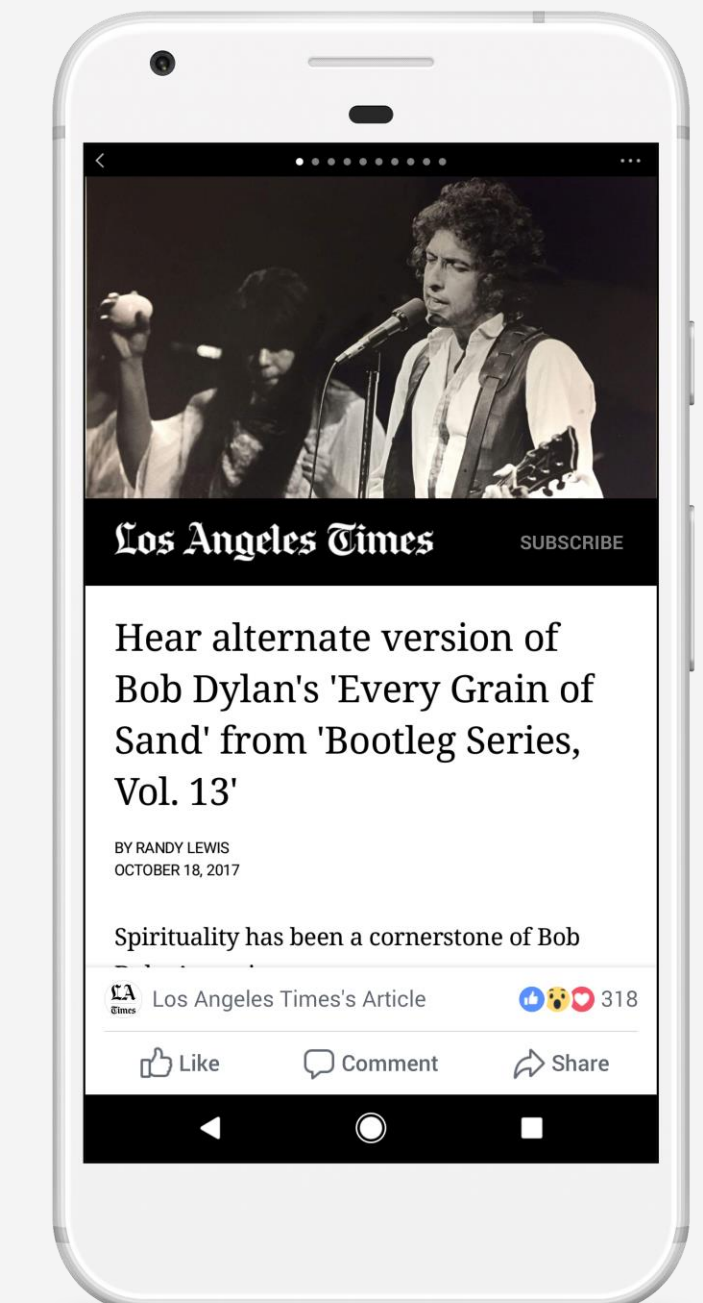 Los Angeles Times
SUBSCRIBE
Hear alternate version of
Bob Dylan's 'Every Grain of
Sand' from 'Bootleg Series,
Vol. 13'
BY RANDY LEWIS
OCTOBER 18, 2017
Spirituality has been a cornerstone of Bob
LA
Times
Los Angeles Times's Article
318
Like
Comment
Share